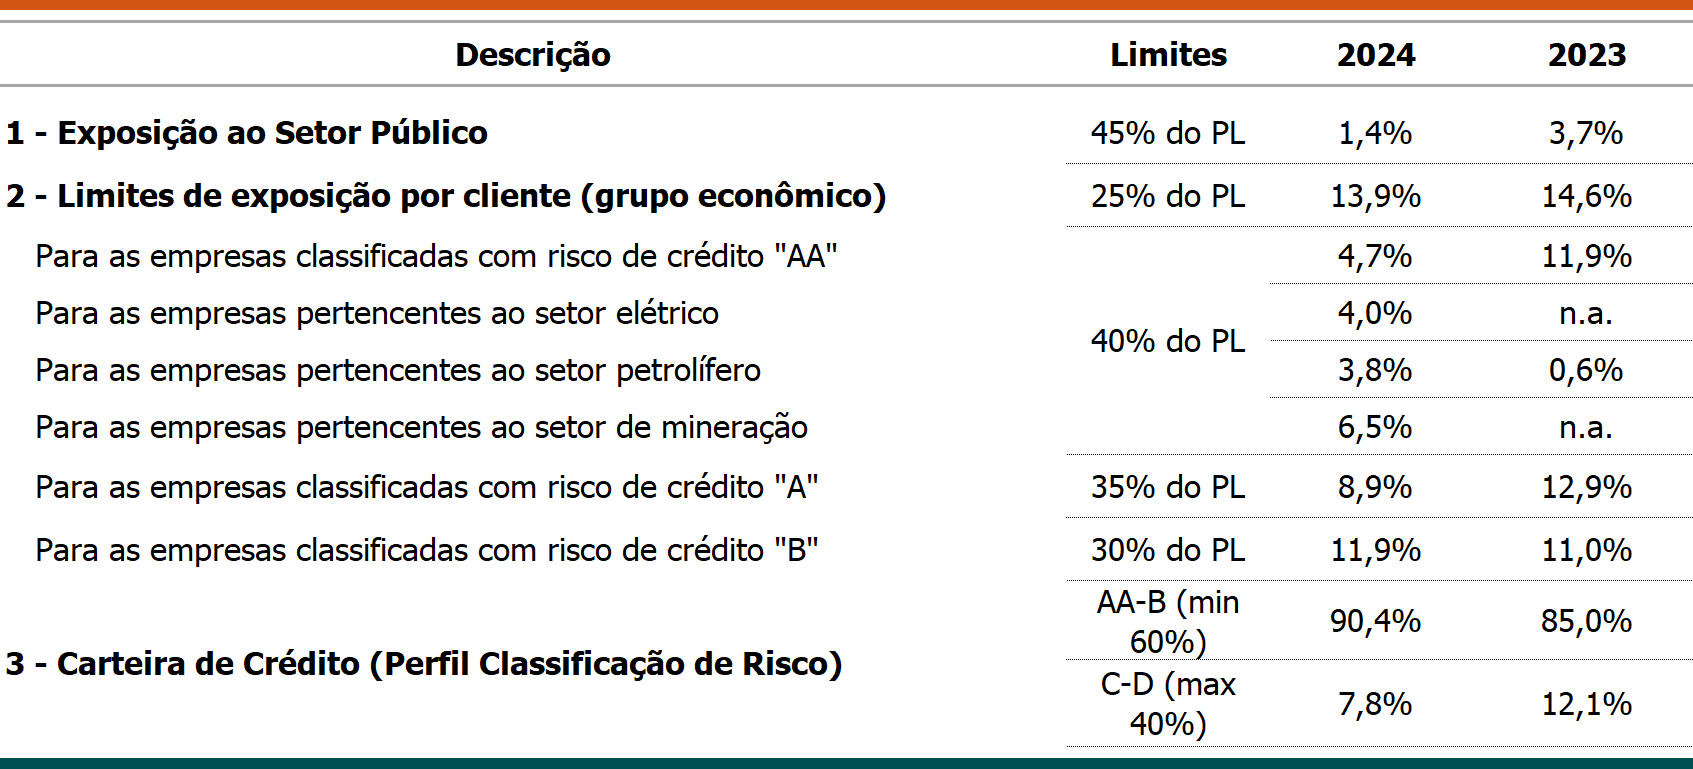 Descrição Limites 2024 2023
1 - Exposição ao Setor Público 45% do PL 1,4% 3,7%
2 - Limites de exposição por cliente (grupo econômico) 25% do PL 13,9% 14,6%
Para as empresas classificadas com risco de crédito "AA" 4,7% 11,9%
Para as empresas pertencentes ao setor elétrico 4,0% n.a.
40% do PL
Para as empresas pertencentes ao setor petrolífero 3,8% 0,6%
Para as empresas pertencentes ao setor de mineração 6,5% n.a.
Para as empresas classificadas com risco de crédito "A" 35% do PL 8,9% 12,9%
Para as empresas classificadas com risco de crédito "B" 30% do PL 11,9% 11,0%
3 - Carteira de Crédito (Perfil Classificação de Risco)
AA-B (min
60%) 90,4% 85,0%
C-D (max
40%) 7,8% 12,1%